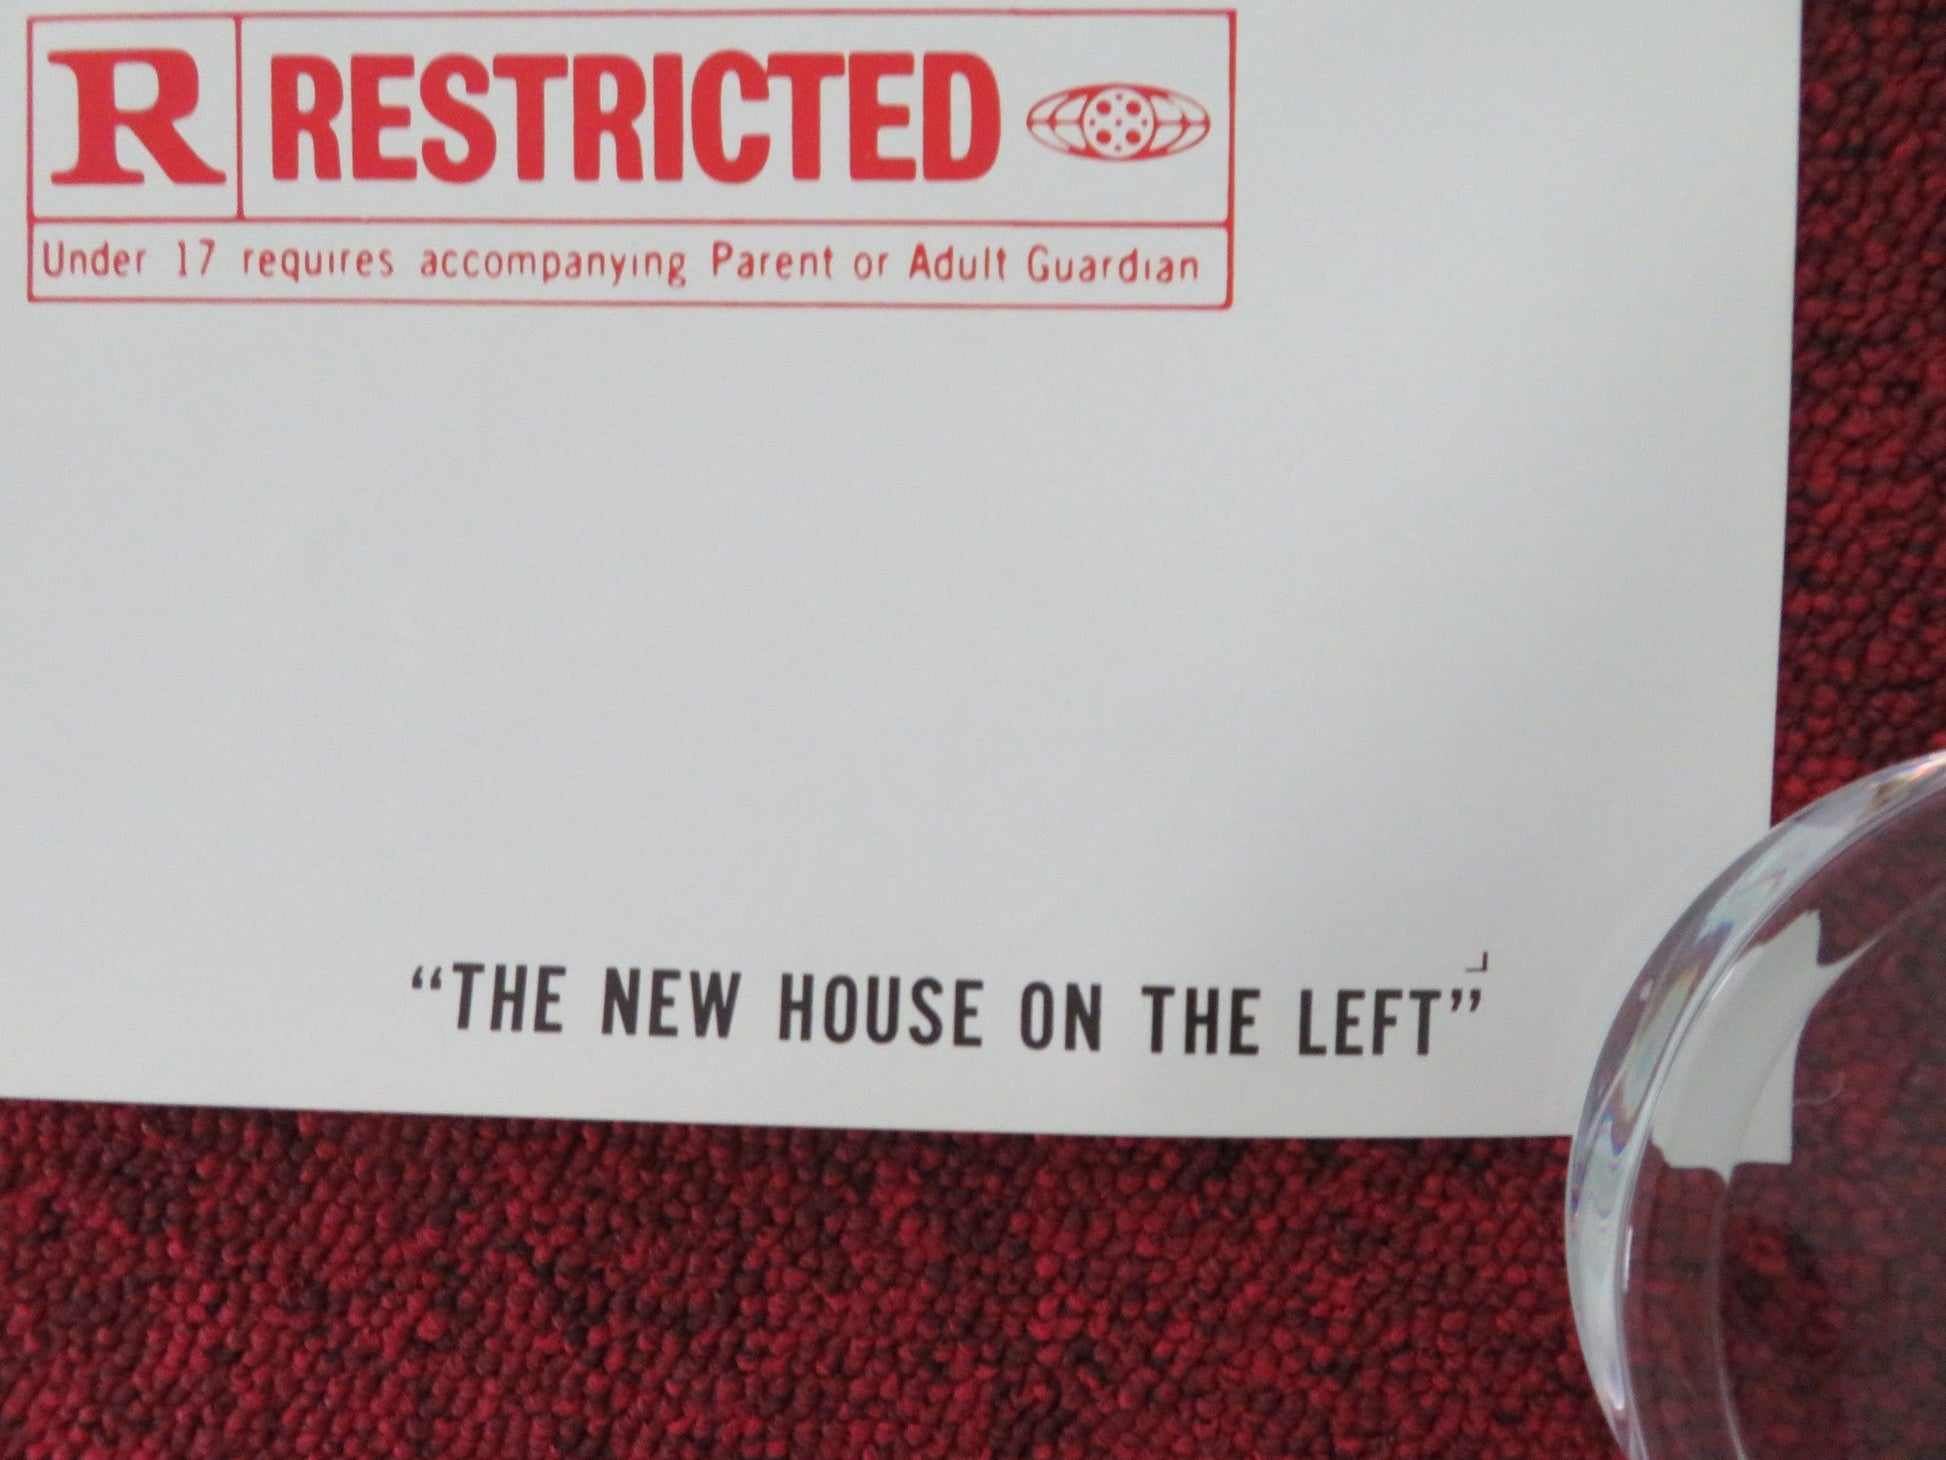 R RESTRICTED
Under 17 requires accompanying Parent or Adult Guardian
“THE NEW HOUSE ON THE LEFT”